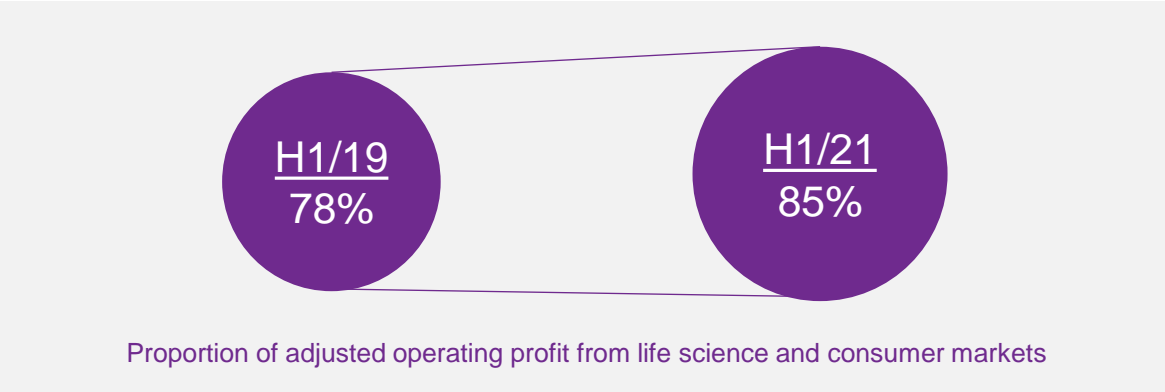 H1/19
78%
H1/21
85%
Proportion of adjusted operating profit from life science and consumer markets